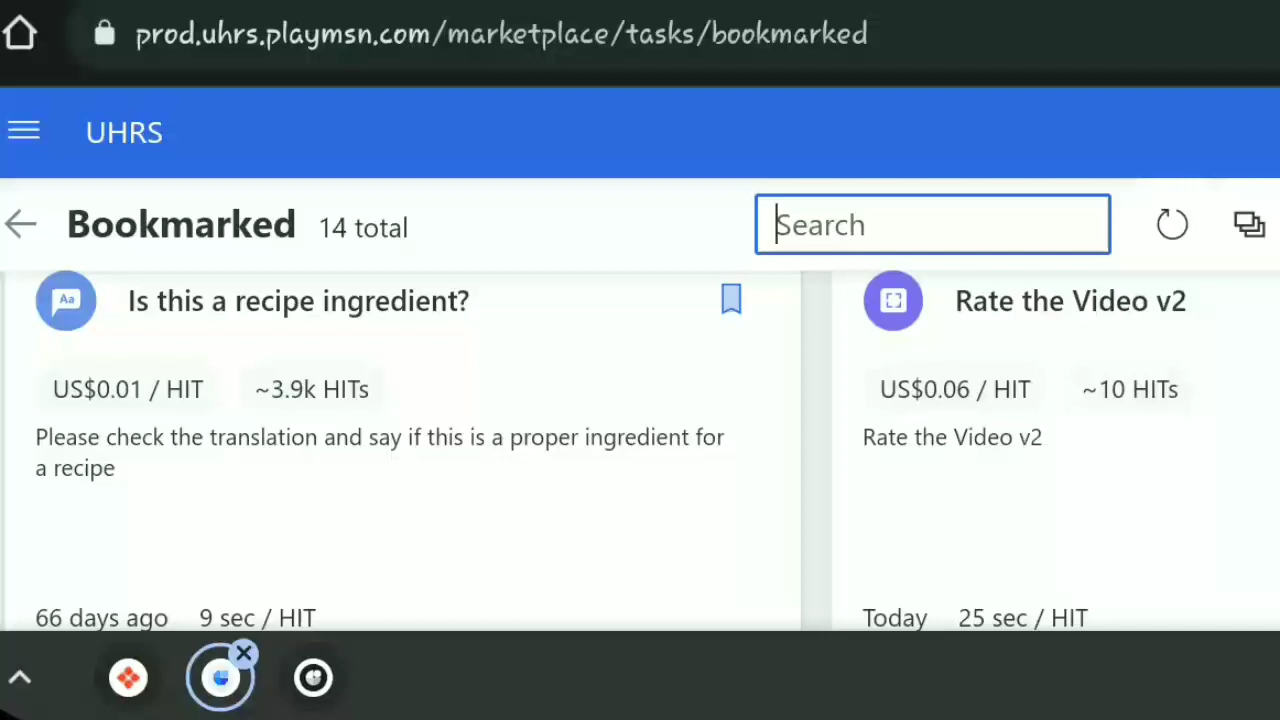 prod.uhrs.playmsn.com/marketplace/tasks/bookmarked
UHRS
Bookmarked 14 total
Search
Aa Is this a recipe ingredient?
US$0.01 / HIT ~3.9k HITs
Please check the translation and say if this is a proper ingredient for
a recipe
66 days ago 9 sec / HIT
Rate the Video v2
US$0.06 / HIT ~10 HITs
Rate the Video v2
Today 25 sec / HIT